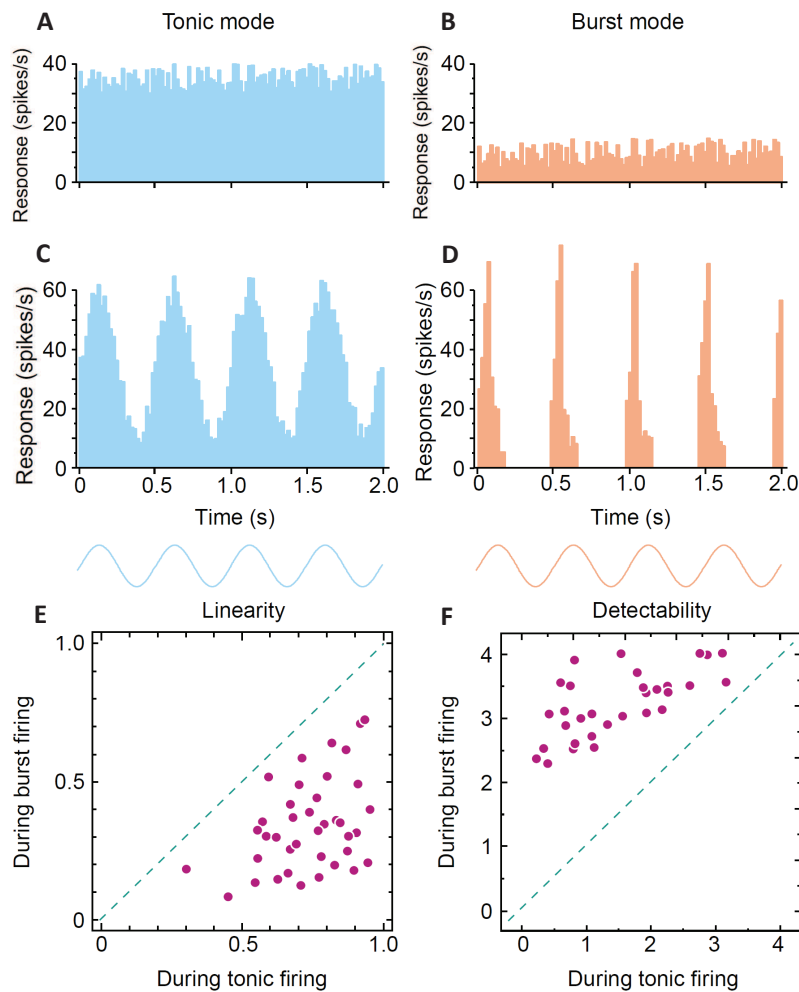 A Tonic mode
B Burst mode
Response (spikes/s)
40
20
0
Response (spikes/s)
40
20
0
C
D
Response (spikes/s)
60
40
20
0
0 0.5 1.0 1.5 2.0
Time (s)
Response (spikes/s)
60
40
20
0
0 0.5 1.0 1.5 2.0
Time (s)
E Linearity
During burst firing
1.0
0.5
0
0 0.5 1.0
During tonic firing
F Detectability
During burst firing
4
3
2
1
0
0 1 2 3 4
During tonic firing